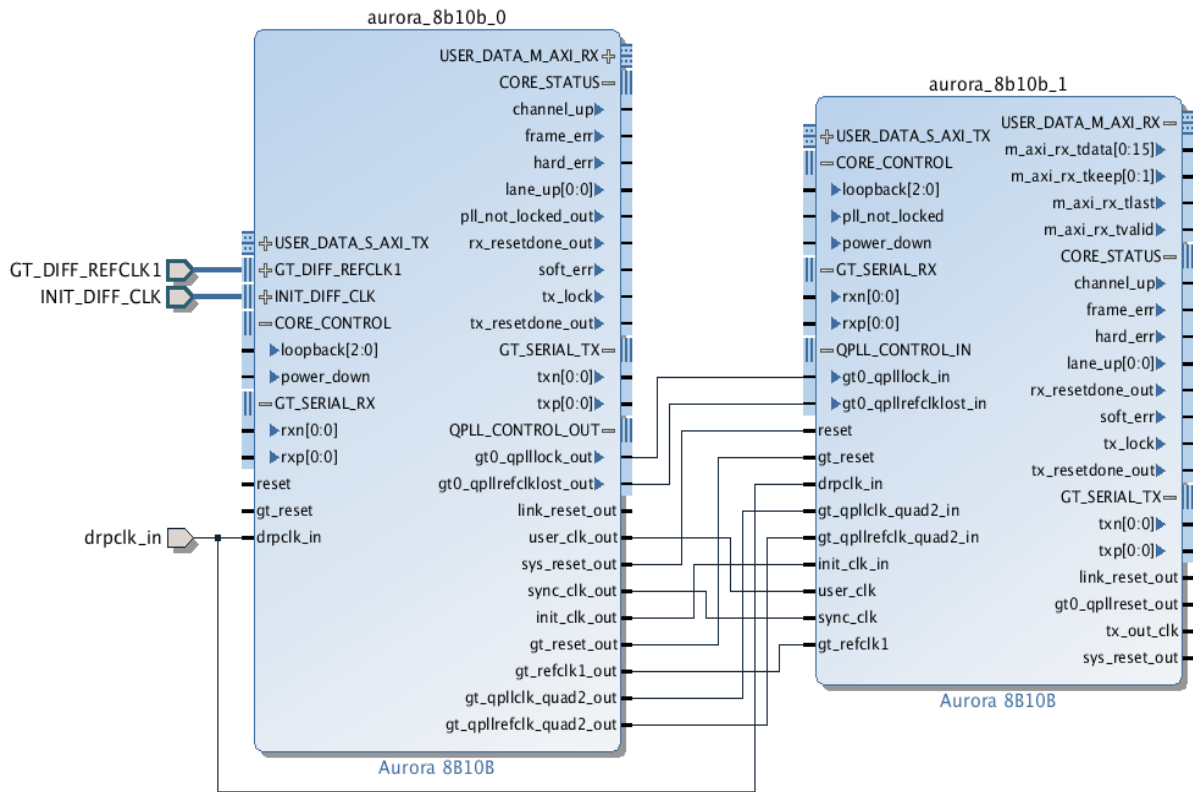 aurora_8b10b_0
USER_DATA_M_AXI_RX
CORE_STATUS
channel_up
frame_err
hard_err
lane_up[0:0]
pll_not_locked_out
rx_resetdone_out
soft_err
tx_lock
tx_resetdone_out
GT_SERIAL_TX
txn[0:0]
txp[0:0]
QPLL_CONTROL_OUT
gt0_qplllock_out
gt0_qpllrefclklost_out
link_reset_out
user_clk_out
sys_reset_out
sync_clk_out
init_clk_out
gt_reset_out
gt_refclk1_out
gt_qpllclk_quad2_out
gt_qpllrefclk_quad2_out
GT_DIFF_REFCLK1
INIT_DIFF_CLK
drpclk_in
USER_DATA_S_AXI_TX
GT_DIFF_REFCLK1
INIT_DIFF_CLK
CORE_CONTROL
loopback[2:0]
power_down
GT_SERIAL_RX
rxn[0:0]
rxp[0:0]
reset
gt_reset
drpclk_in
Aurora 8B10B
aurora_8b10b_1
USER_DATA_S_AXI_TX
CORE_CONTROL
loopback[2:0]
pll_not_locked
power_down
GT_SERIAL_RX
rxn[0:0]
rxp[0:0]
QPLL_CONTROL_IN
gt0_qplllock_in
gt0_qpllrefclklost_in
reset
gt_reset
drpclk_in
gt_qpllclk_quad2_in
gt_qpllrefclk_quad2_in
init_clk_in
user_clk
sync_clk
gt_refclk1
USER_DATA_M_AXI_RX
m_axi_rx_tdata[0:15]
m_axi_rx_tkeep[0:1]
m_axi_rx_tlast
m_axi_rx_tvalid
CORE_STATUS
channel_up
frame_err
hard_err
lane_up[0:0]
rx_resetdone_out
soft_err
tx_lock
tx_resetdone_out
GT_SERIAL_TX
txn[0:0]
txp[0:0]
link_reset_out
gt0_qpllreset_out
tx_out_clk
sys_reset_out
Aurora 8B10B